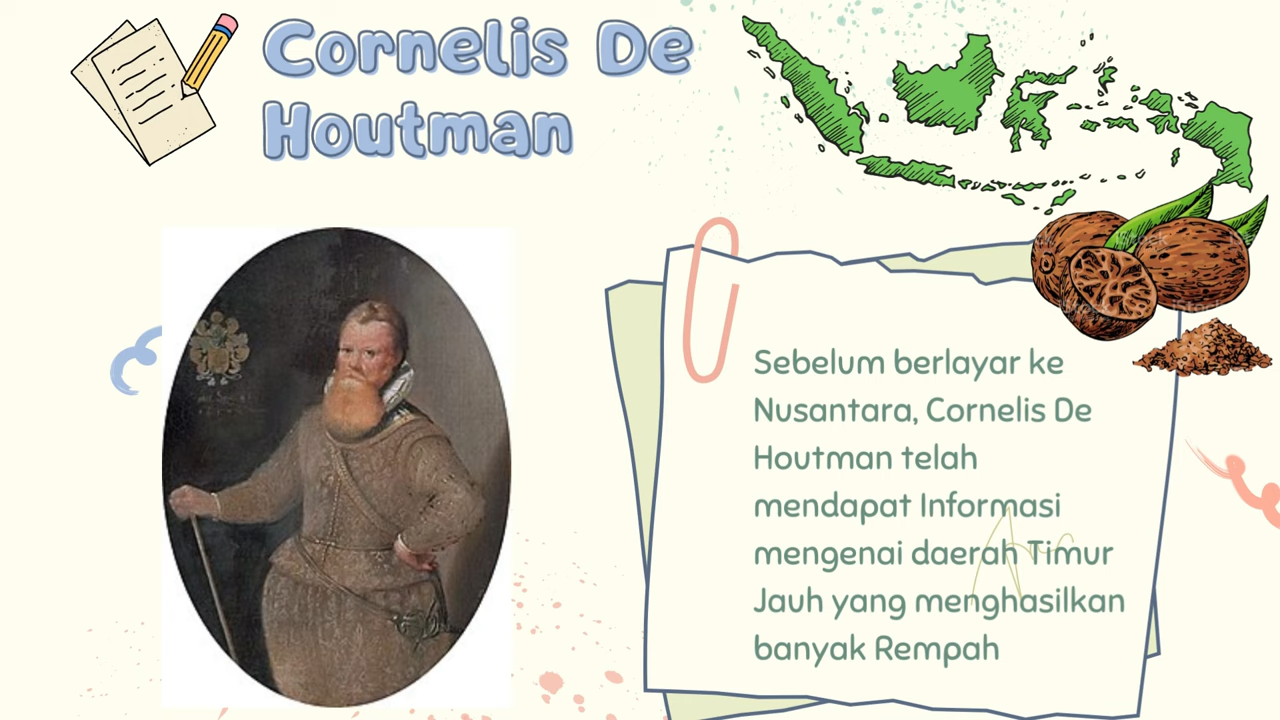 Cornelis De
Houtman
Sebelum berlayar ke
Nusantara, Cornelis De
Houtman telah
mendapat Informasi
mengenai daerah Timur
Jauh yang menghasilkan
banyak Rempah